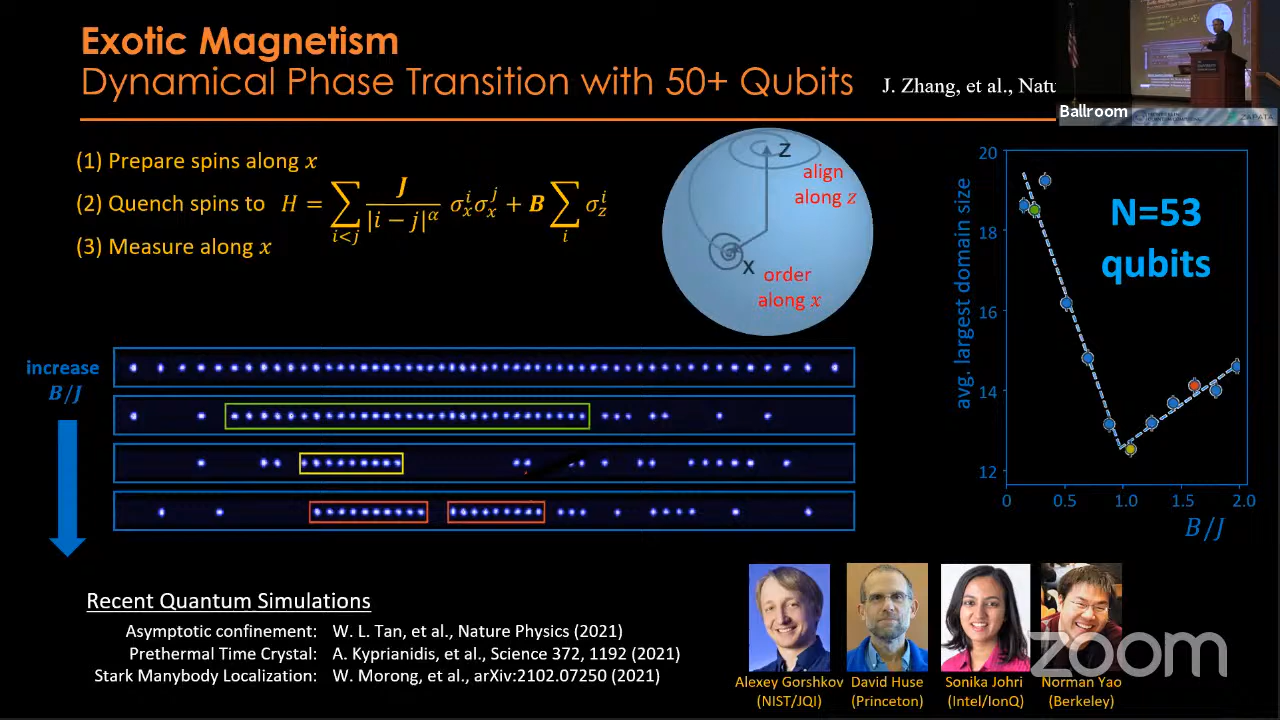 Exotic Magnetism
Dynamical Phase Transition with 50+ Qubits
J. Zhang, et al., Natu
Ballroom
ZAPATA
(1) Prepare spins along x
(2) Quench spins to H = ∑_{i<j} J/|i − j|^α σ_x^i σ_x^j + B ∑_i σ_z^i
(3) Measure along x
z
align
along z
x
order
along x
N=53
qubits
avg. largest domain size
20
18
16
14
12
0 0.5 1.0 1.5 2.0
B/J
increase
B/J
Recent Quantum Simulations
Asymptotic confinement: W. L. Tan, et al., Nature Physics (2021)
Prethermal Time Crystal: A. Kyprianidis, et al., Science 372, 1192 (2021)
Stark Manybody Localization: W. Morong, et al., arXiv:2102.07250 (2021)
Alexey Gorshkov
(NIST/JQI)
David Huse
(Princeton)
Sonika Johri
(Intel/IonQ)
Norman Yao
(Berkeley)
zoom